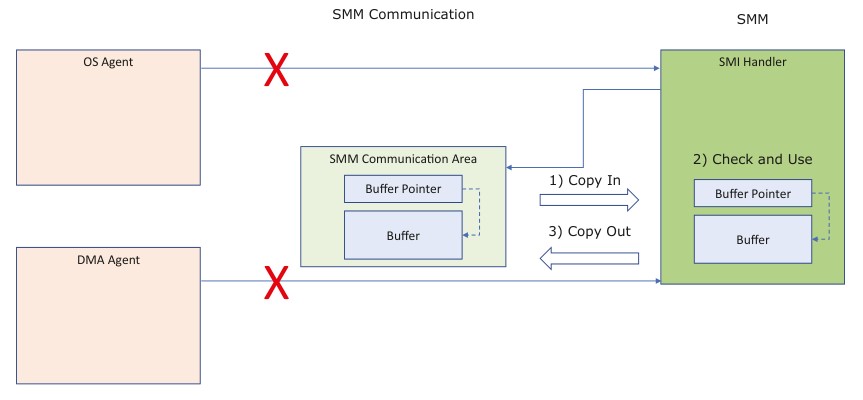 SMM Communication
SMM
OS Agent
X
SMI Handler
SMM Communication Area
Buffer Pointer
Buffer
1) Copy In
3) Copy Out
2) Check and Use
Buffer Pointer
Buffer
DMA Agent
X